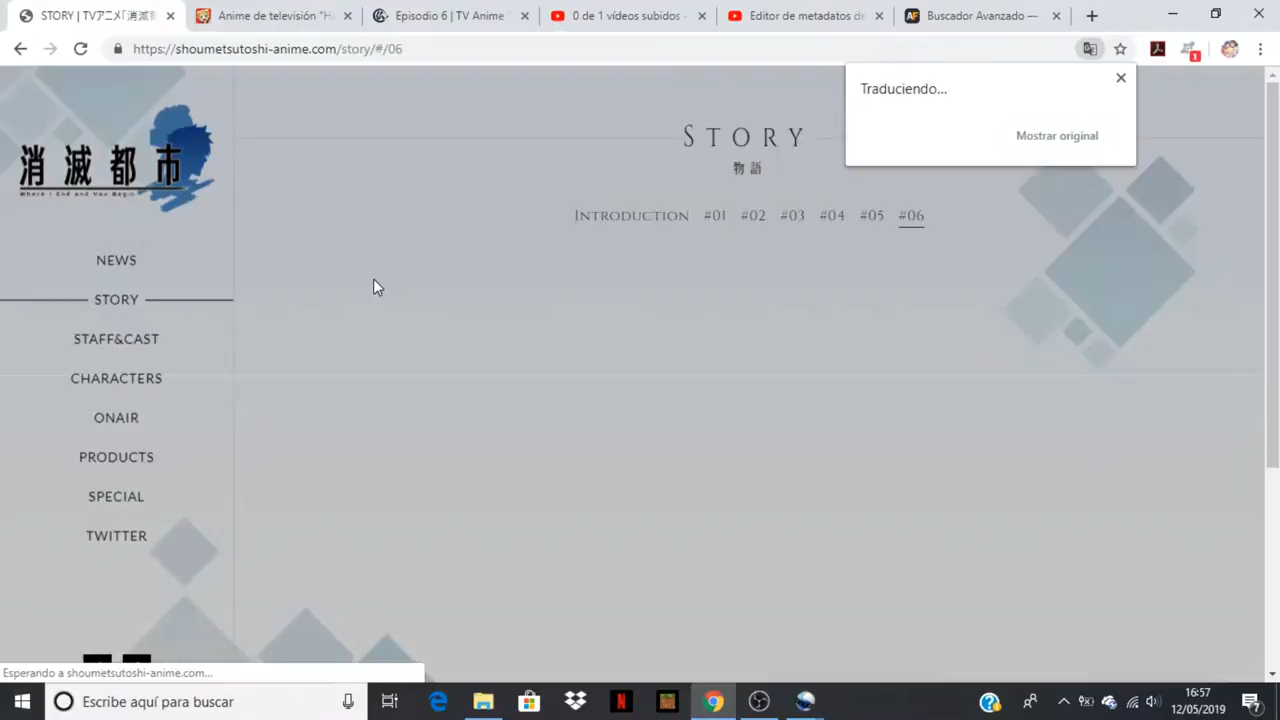 STORY | TVアニメ「消滅
Anime de televisión "Ha
Episodio 6 | TV Anime "
0 de 1 vídeos subidos -
Editor de metadatos de
Buscador Avanzado —
https://shoumetsutoshi-anime.com/story/#/06
1
Traduciendo...
Mostrar original
消滅都市
Where I End and You Begin
STORY
物語
INTRODUCTION #01 #02 #03 #04 #05 #06
NEWS
STORY
STAFF&CAST
CHARACTERS
ONAIR
PRODUCTS
SPECIAL
TWITTER
Esperando a shoumetsutoshi-anime.com...
Escribe aquí para buscar
16:57
12/05/2019
7